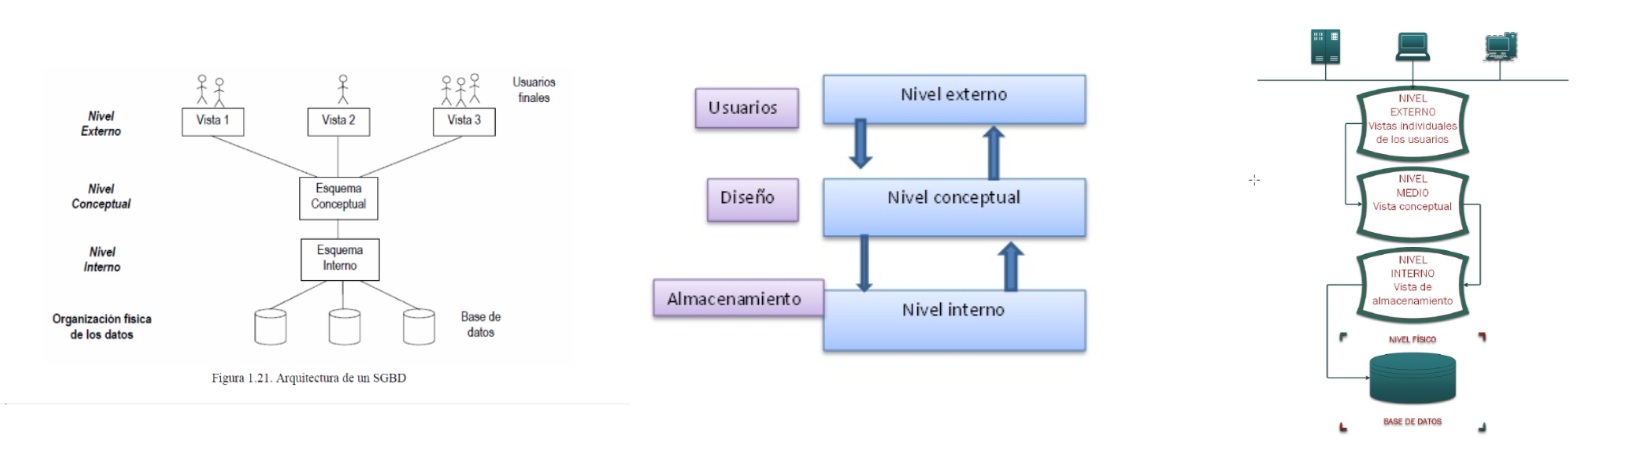 Usuarios
finales
Nivel
Externo
Vista 1
Vista 2
Vista 3
Nivel
Conceptual
Esquema
Conceptual
Nivel
Interno
Esquema
Interno
Organización física
de los datos
Base de
datos
Figura 1.21. Arquitectura de un SGBD
Usuarios
Nivel externo
Diseño
Nivel conceptual
Almacenamiento
Nivel interno
NIVEL
EXTERNO
Vistas individuales
de los usuarios
NIVEL
MEDIO
Vista conceptual
NIVEL
INTERNO
Vista de
almacenamiento
NIVEL FÍSICO
BASE DE DATOS